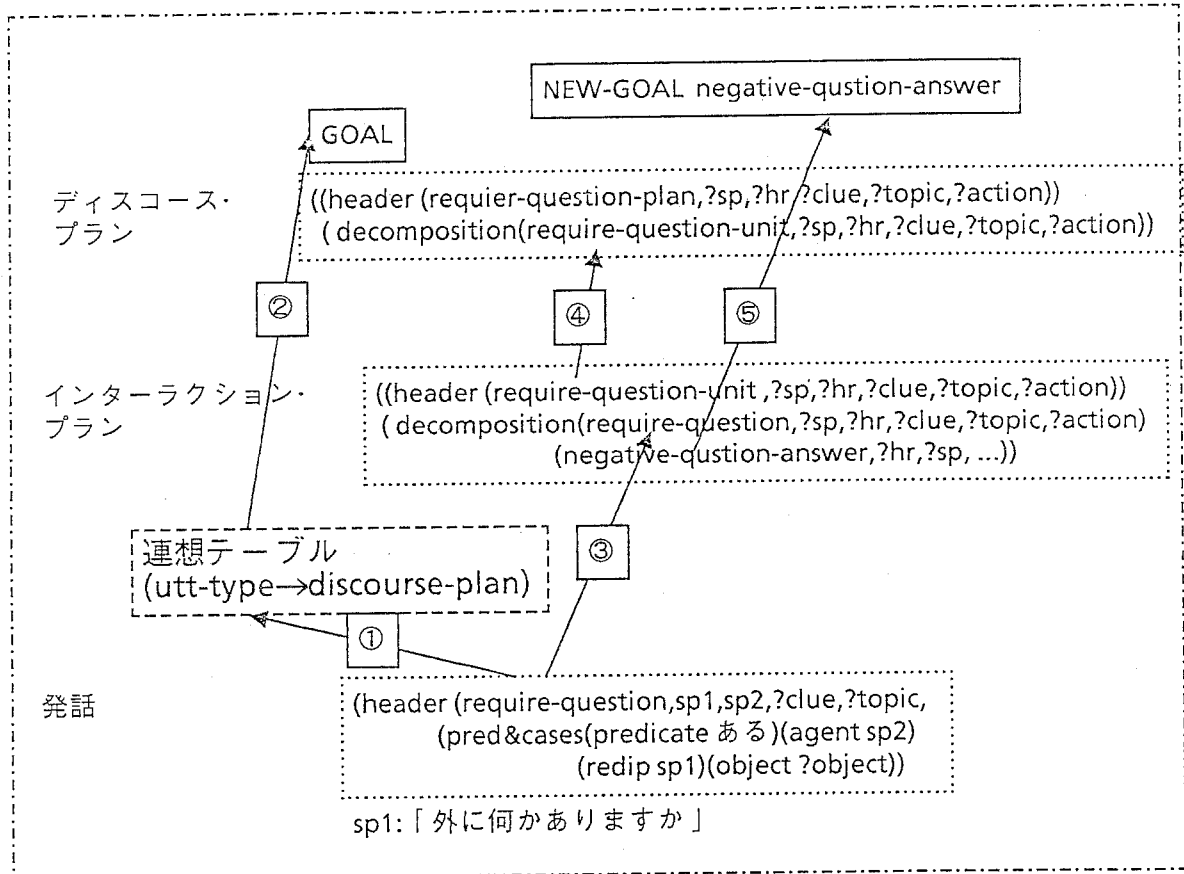 NEW-GOAL negative-qustion-answer
GOAL
ディスコース・
プラン
((header (requier-question-plan,?sp,?hr,?clue,?topic,?action))
(decomposition(require-question-unit,?sp,?hr,?clue,?topic,?action))
②
④
⑤
インターラクション・
プラン
((header (require-question-unit ,?sp,?hr,?clue,?topic,?action))
(decomposition(require-question,?sp,?hr,?clue,?topic,?action)
(negative-qustion-answer,?hr,?sp, ...))
連想テーブル
(utt-type→discourse-plan)
③
①
発話
(header (require-question,sp1,sp2,?clue,?topic,
(pred&cases(predicate ある)(agent sp2)
(redip sp1)(object ?object))
sp1:「外に何かありますか」